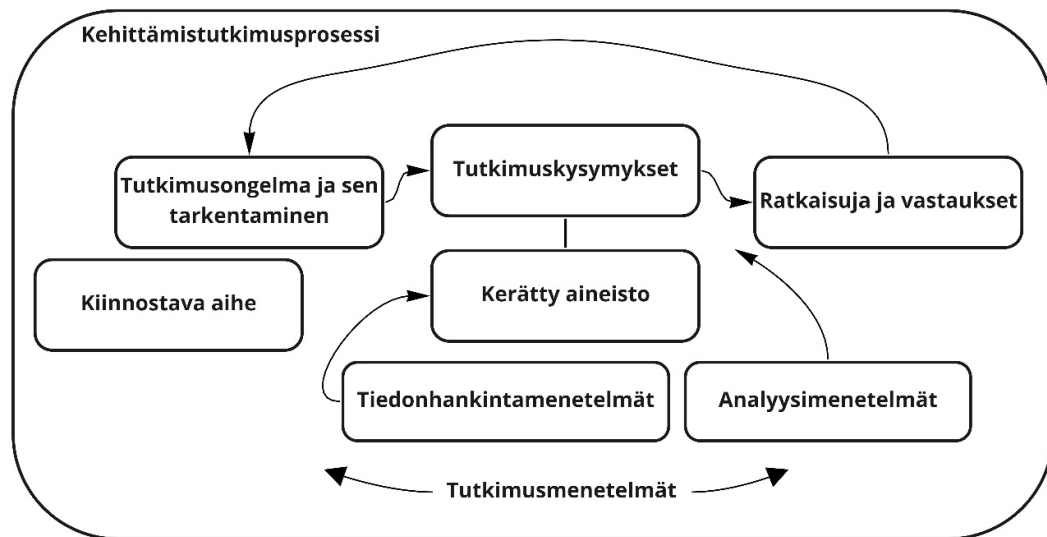 Kehittämistutkimusprosessi
Tutkimusongelma ja sen
tarkentaminen
Tutkimuskysymykset
Ratkaisuja ja vastaukset
Kiinnostava aihe
Kerätty aineisto
Tiedonhankintamenetelmät
Analyysimenetelmät
Tutkimusmenetelmät